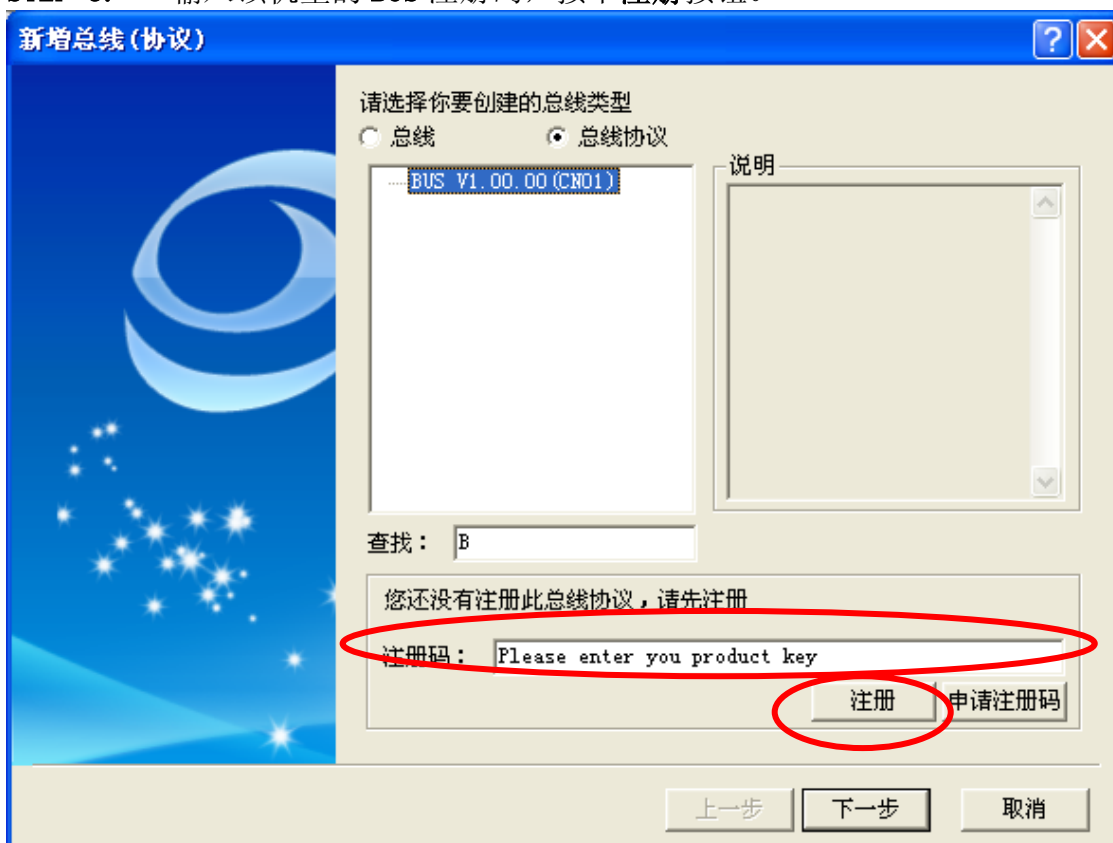 新增总线(协议)
请选择你要创建的总线类型
总线 总线协议
BUS V1.00.00(CN01)
说明
查找： B
您还没有注册此总线协议，请先注册
注册码： Please enter you product key
注册 申请注册码
上一步 下一步 取消